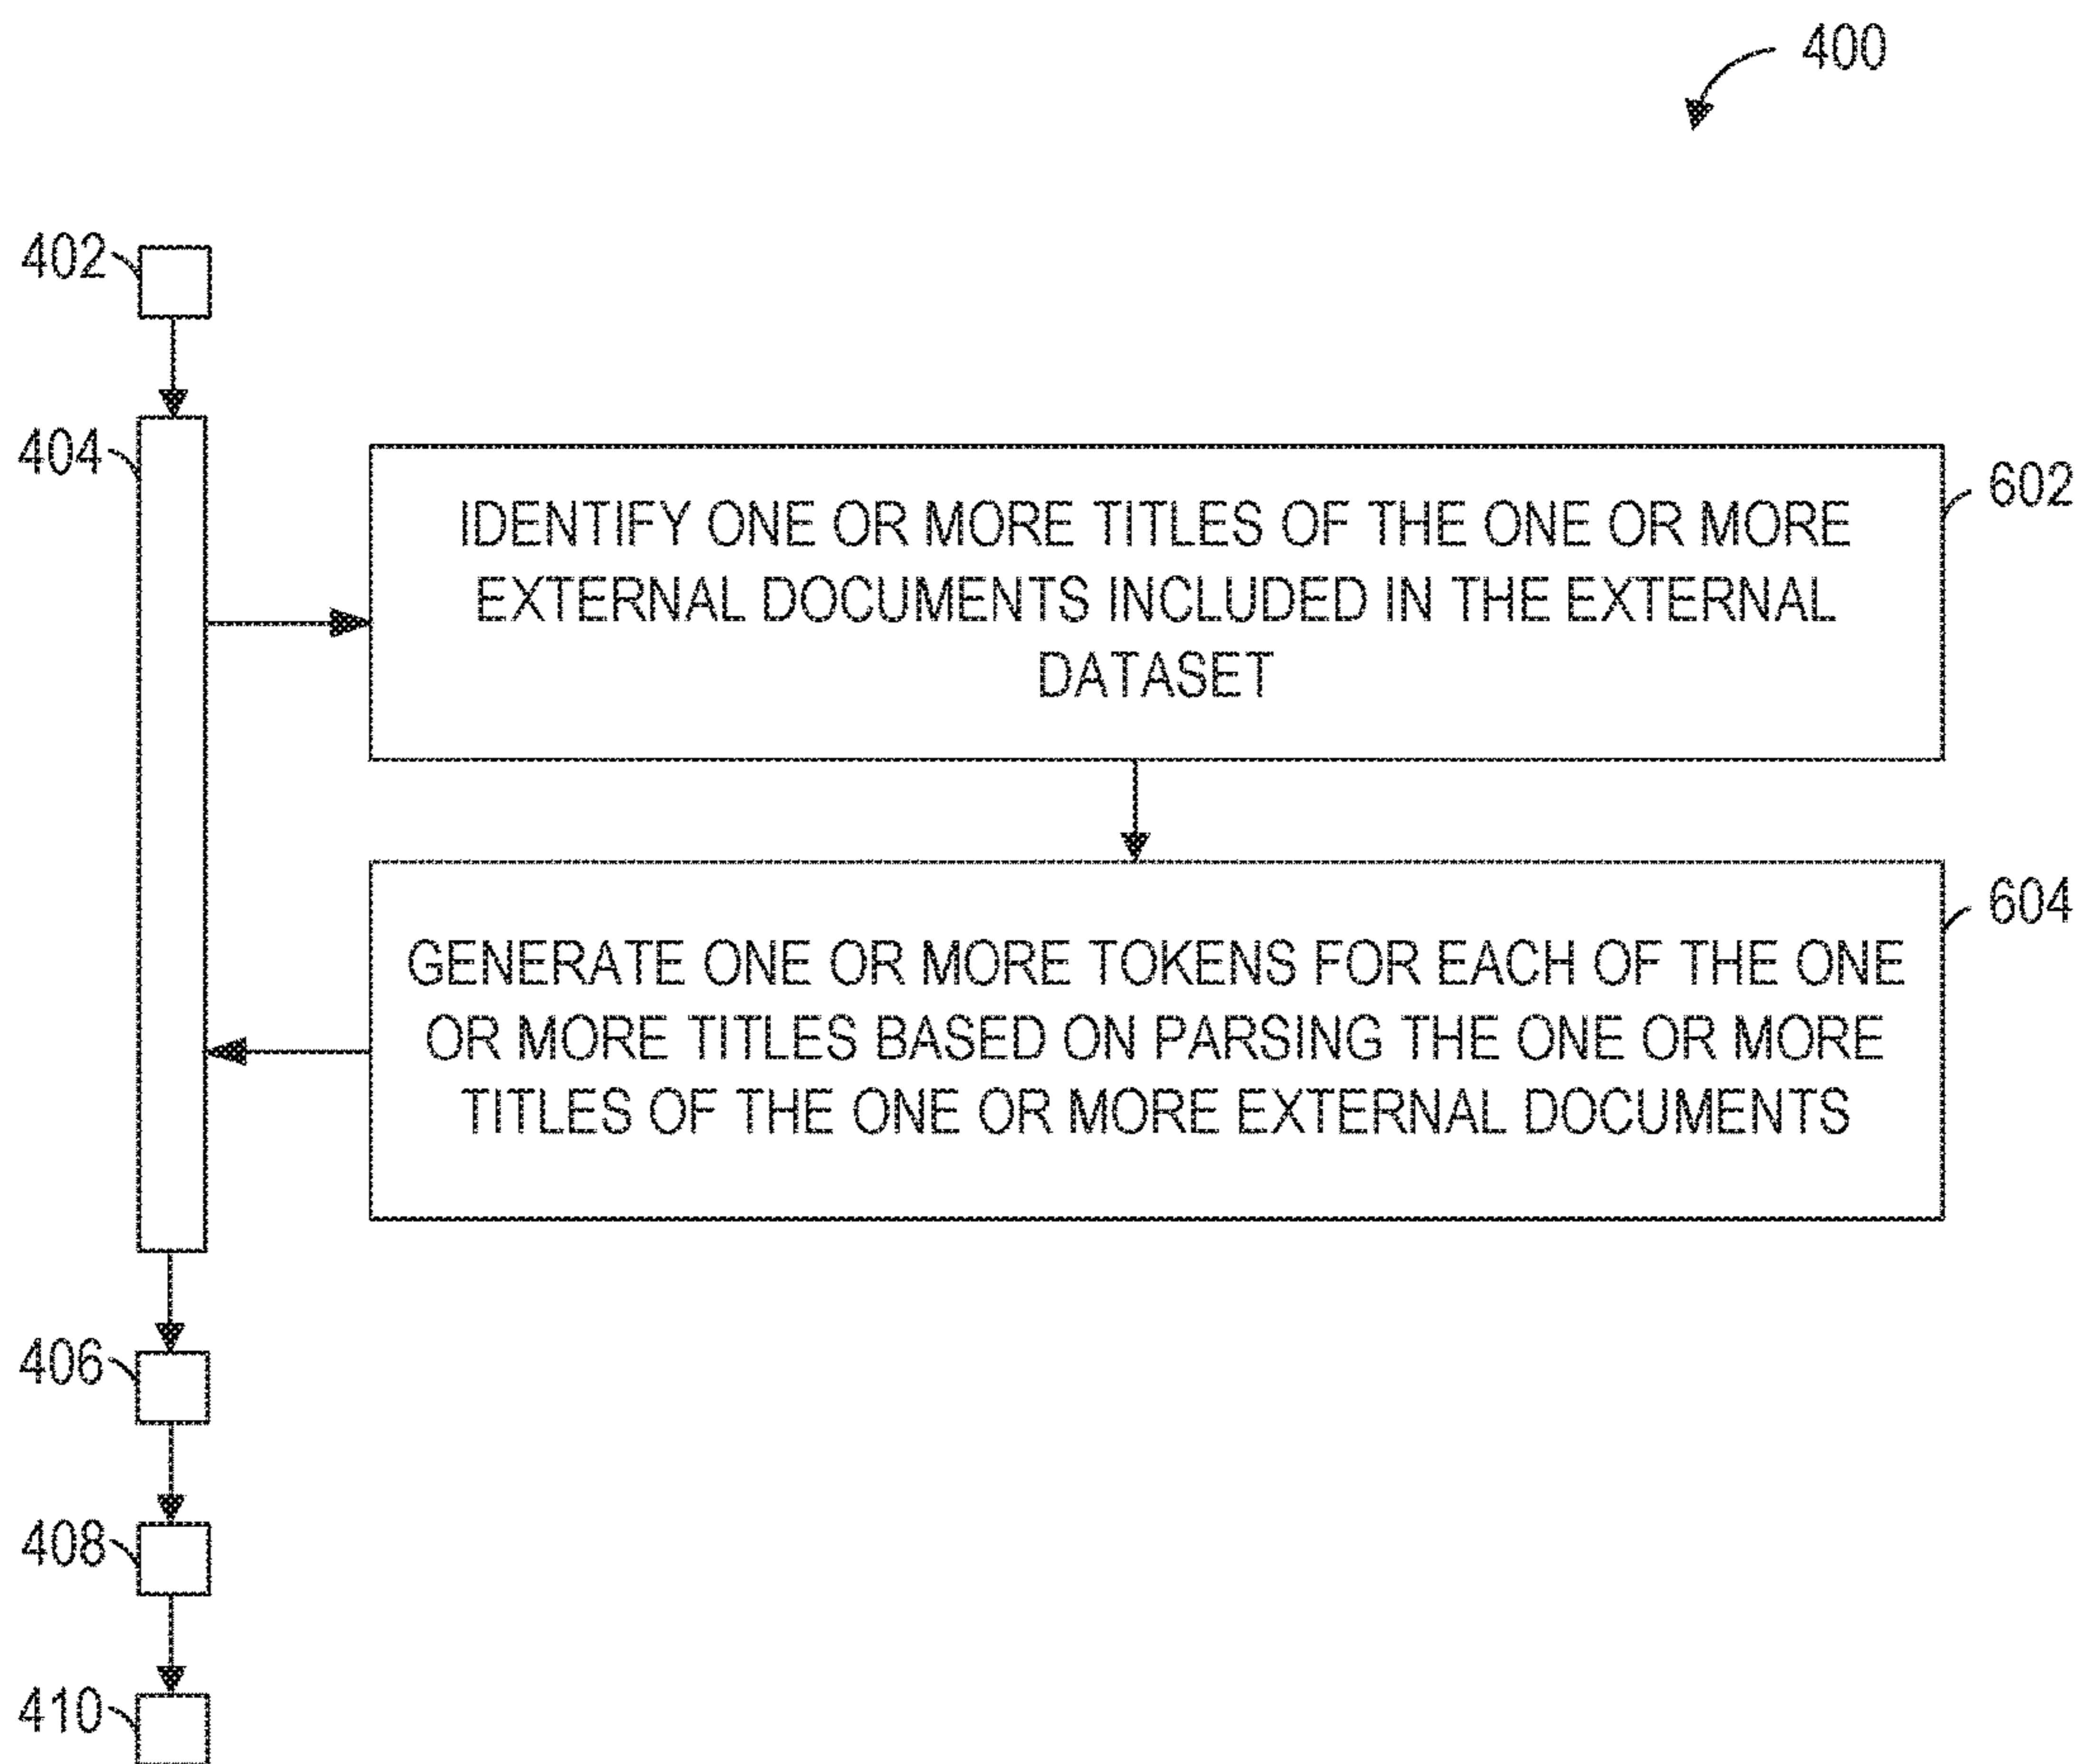 400
402
404
IDENTIFY ONE OR MORE TITLES OF THE ONE OR MORE
EXTERNAL DOCUMENTS INCLUDED IN THE EXTERNAL
DATASET
602
GENERATE ONE OR MORE TOKENS FOR EACH OF THE ONE
OR MORE TITLES BASED ON PARSING THE ONE OR MORE
TITLES OF THE ONE OR MORE EXTERNAL DOCUMENTS
604
406
408
410